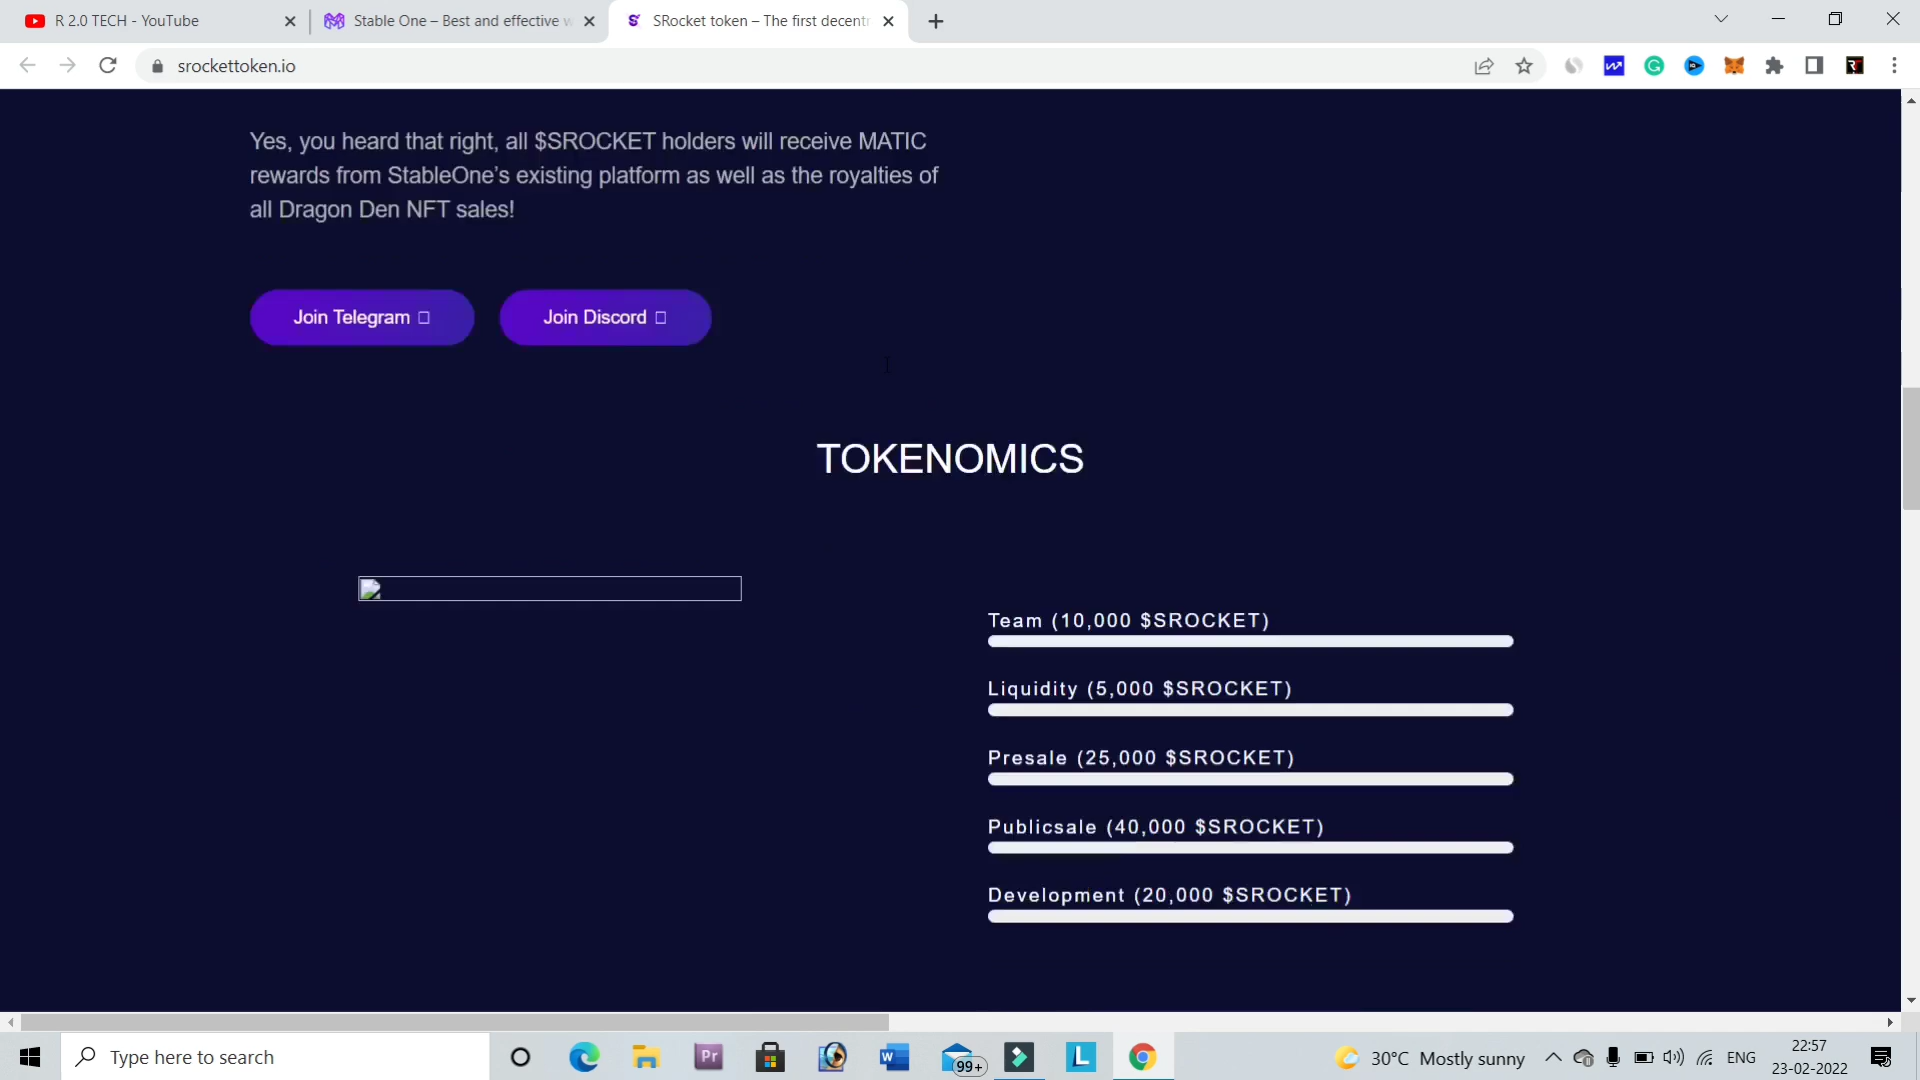 R 2.0 TECH - YouTube
Stable One – Best and effective w
SRocket token – The first decent
srockettoken.io
Yes, you heard that right, all $SROCKET holders will receive MATIC
rewards from StableOne’s existing platform as well as the royalties of
all Dragon Den NFT sales!
Join Telegram
Join Discord
TOKENOMICS
Team (10,000 $SROCKET)
Liquidity (5,000 $SROCKET)
Presale (25,000 $SROCKET)
Publicsale (40,000 $SROCKET)
Development (20,000 $SROCKET)
Type here to search
Pr
W
99+
L
30°C Mostly sunny
ENG
22:57
23-02-2022